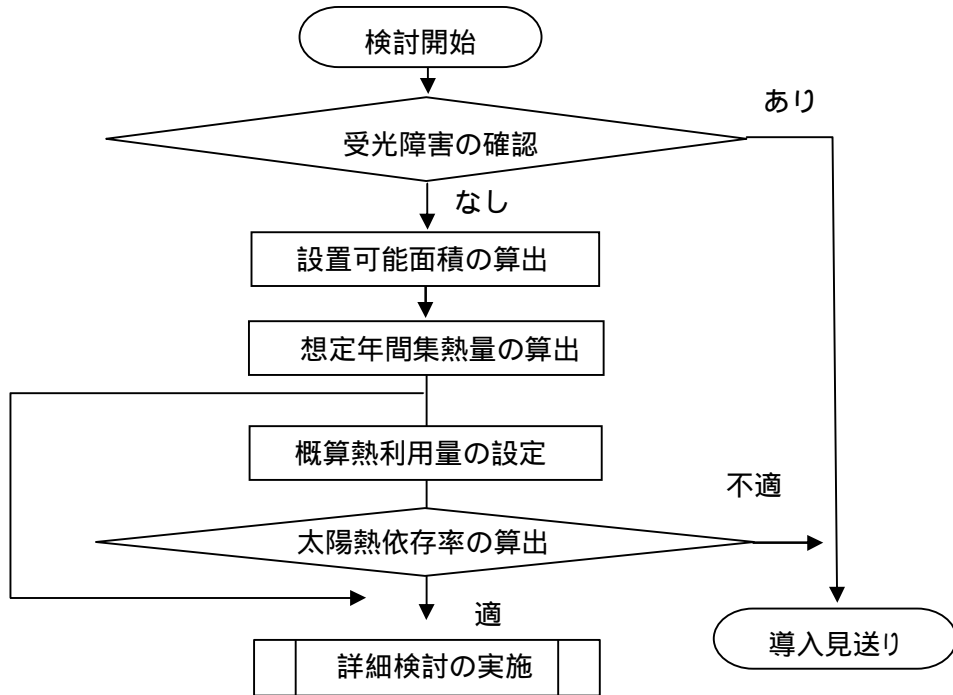 検討開始
あり
受光障害の確認
なし
設置可能面積の算出
想定年間集熱量の算出
概算熱利用量の設定
不適
太陽熱依存率の算出
適
導入見送り
詳細検討の実施